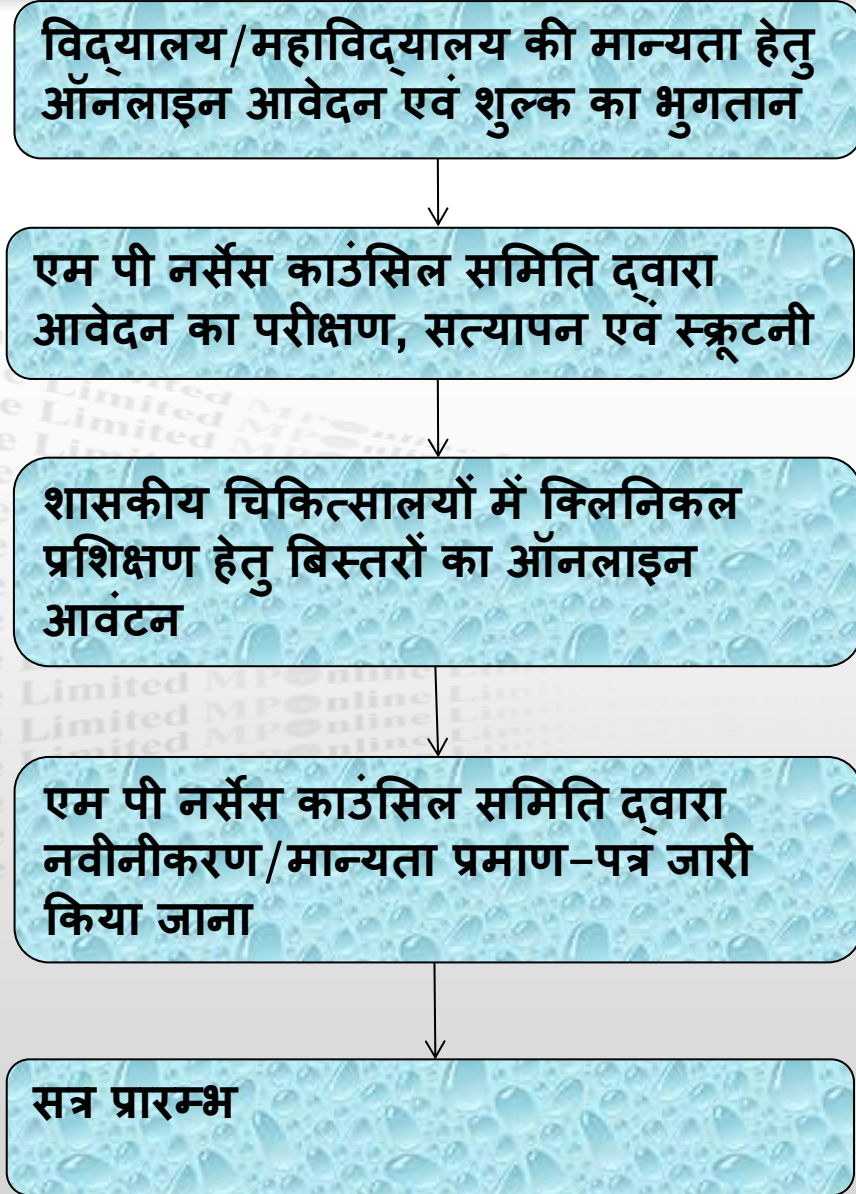 विद्यालय/महाविद्यालय की मान्यता हेतु
ऑनलाइन आवेदन एवं शुल्क का भुगतान
एम पी नर्सेस काउंसिल समिति द्वारा
आवेदन का परीक्षण, सत्यापन एवं स्क्रूटनी
शासकीय चिकित्सालयों में क्लिनिकल
प्रशिक्षण हेतु बिस्तरों का ऑनलाइन
आवंटन
एम पी नर्सेस काउंसिल समिति द्वारा
नवीनीकरण/मान्यता प्रमाण-पत्र जारी
किया जाना
सत्र प्रारम्भ